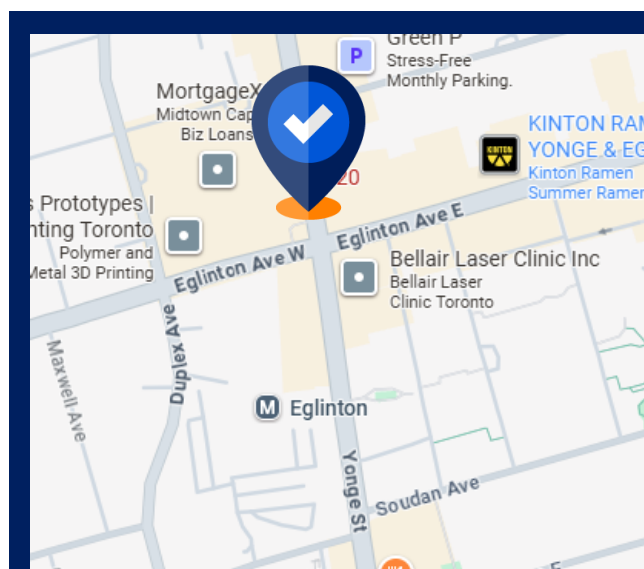 Green P
Stress-Free
Monthly Parking.
P
MortgageX
Midtown Cap
Biz Loans
20
KINTON
KINTON RAM
YONGE & EG
Kinton Ramen
Summer Ramen
s Prototypes |
nting Toronto
Polymer and
Metal 3D Printing
Eglinton Ave E
Eglinton Ave W
Bellair Laser Clinic Inc
Bellair Laser
Clinic Toronto
Duplex Ave
Maxwell Ave
M Eglinton
Yonge St
Soudan Ave